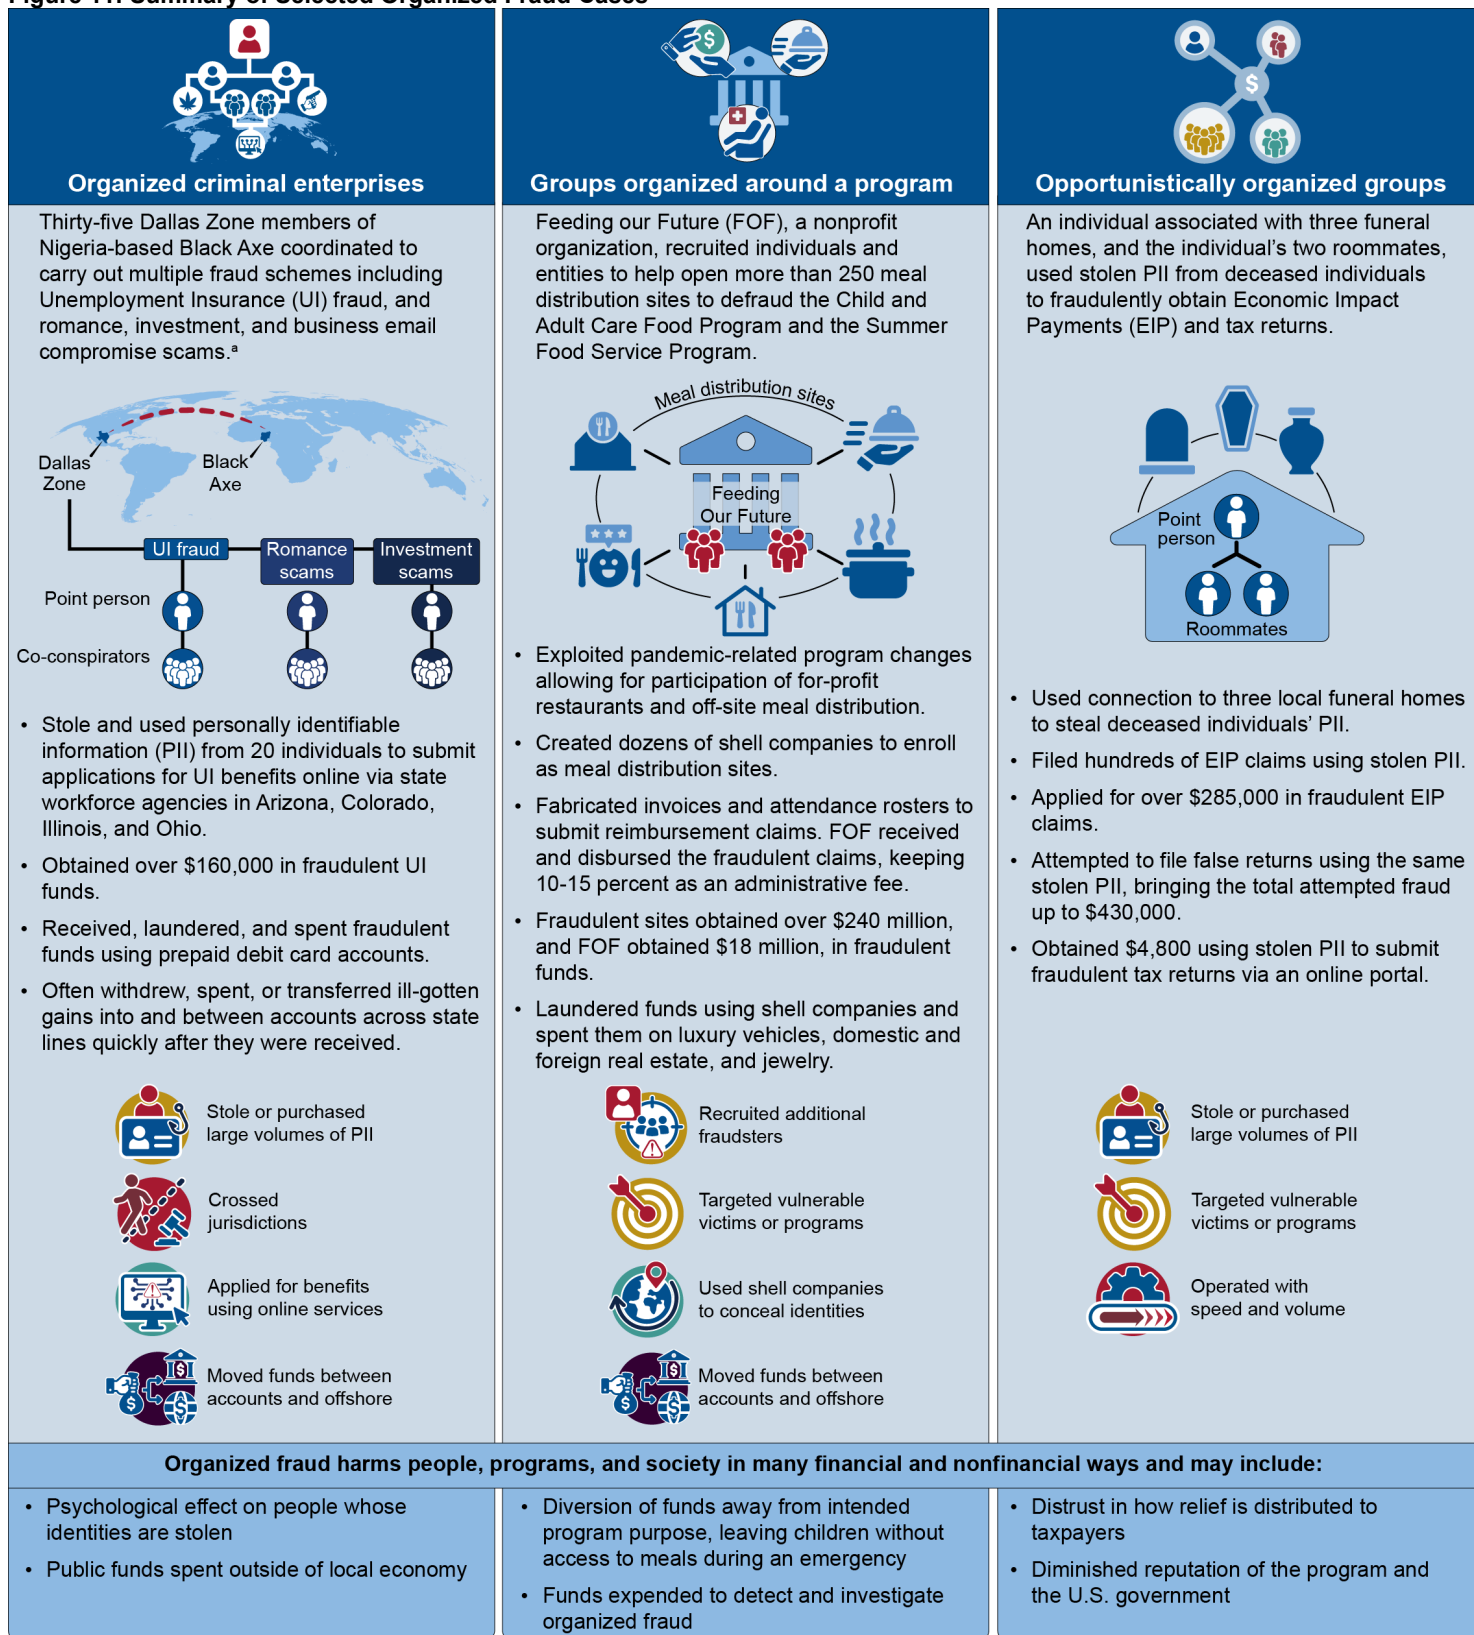 Figure 11: Summary of Selected Organized Fraud Cases
Organized criminal enterprises
Thirty-five Dallas Zone members of
Nigeria-based Black Axe coordinated to
carry out multiple fraud schemes including
Unemployment Insurance (UI) fraud, and
romance, investment, and business email
compromise scams.ª
Dallas
Zone
Black
Axe
UI fraud
Romance
scams
Investment
scams
Point person
Co-conspirators
• Stole and used personally identifiable
information (PII) from 20 individuals to submit
applications for UI benefits online via state
workforce agencies in Arizona, Colorado,
Illinois, and Ohio.
• Obtained over $160,000 in fraudulent UI
funds.
• Received, laundered, and spent fraudulent
funds using prepaid debit card accounts.
• Often withdrew, spent, or transferred ill-gotten
gains into and between accounts across state
lines quickly after they were received.
Stole or purchased
large volumes of PII
Crossed
jurisdictions
Applied for benefits
using online services
Moved funds between
accounts and offshore
Groups organized around a program
Feeding our Future (FOF), a nonprofit
organization, recruited individuals and
entities to help open more than 250 meal
distribution sites to defraud the Child and
Adult Care Food Program and the Summer
Food Service Program.
Meal distribution sites
Feeding
Our Future
• Exploited pandemic-related program changes
allowing for participation of for-profit
restaurants and off-site meal distribution.
• Created dozens of shell companies to enroll
as meal distribution sites.
• Fabricated invoices and attendance rosters to
submit reimbursement claims. FOF received
and disbursed the fraudulent claims, keeping
10-15 percent as an administrative fee.
• Fraudulent sites obtained over $240 million,
and FOF obtained $18 million, in fraudulent
funds.
• Laundered funds using shell companies and
spent them on luxury vehicles, domestic and
foreign real estate, and jewelry.
Recruited additional
fraudsters
Targeted vulnerable
victims or programs
Used shell companies
to conceal identities
Moved funds between
accounts and offshore
Opportunistically organized groups
An individual associated with three funeral
homes, and the individual's two roommates,
used stolen PII from deceased individuals
to fraudulently obtain Economic Impact
Payments (EIP) and tax returns.
Point
person
Roommates
• Used connection to three local funeral homes
to steal deceased individuals' PII.
• Filed hundreds of EIP claims using stolen PII.
• Applied for over $285,000 in fraudulent EIP
claims.
• Attempted to file false returns using the same
stolen PII, bringing the total attempted fraud
up to $430,000.
• Obtained $4,800 using stolen PII to submit
fraudulent tax returns via an online portal.
Stole or purchased
large volumes of PII
Targeted vulnerable
victims or programs
Operated with
speed and volume
Organized fraud harms people, programs, and society in many financial and nonfinancial ways and may include:
• Psychological effect on people whose
identities are stolen
• Public funds spent outside of local economy
• Diversion of funds away from intended
program purpose, leaving children without
access to meals during an emergency
• Funds expended to detect and investigate
organized fraud
• Distrust in how relief is distributed to
taxpayers
• Diminished reputation of the program and
the U.S. government